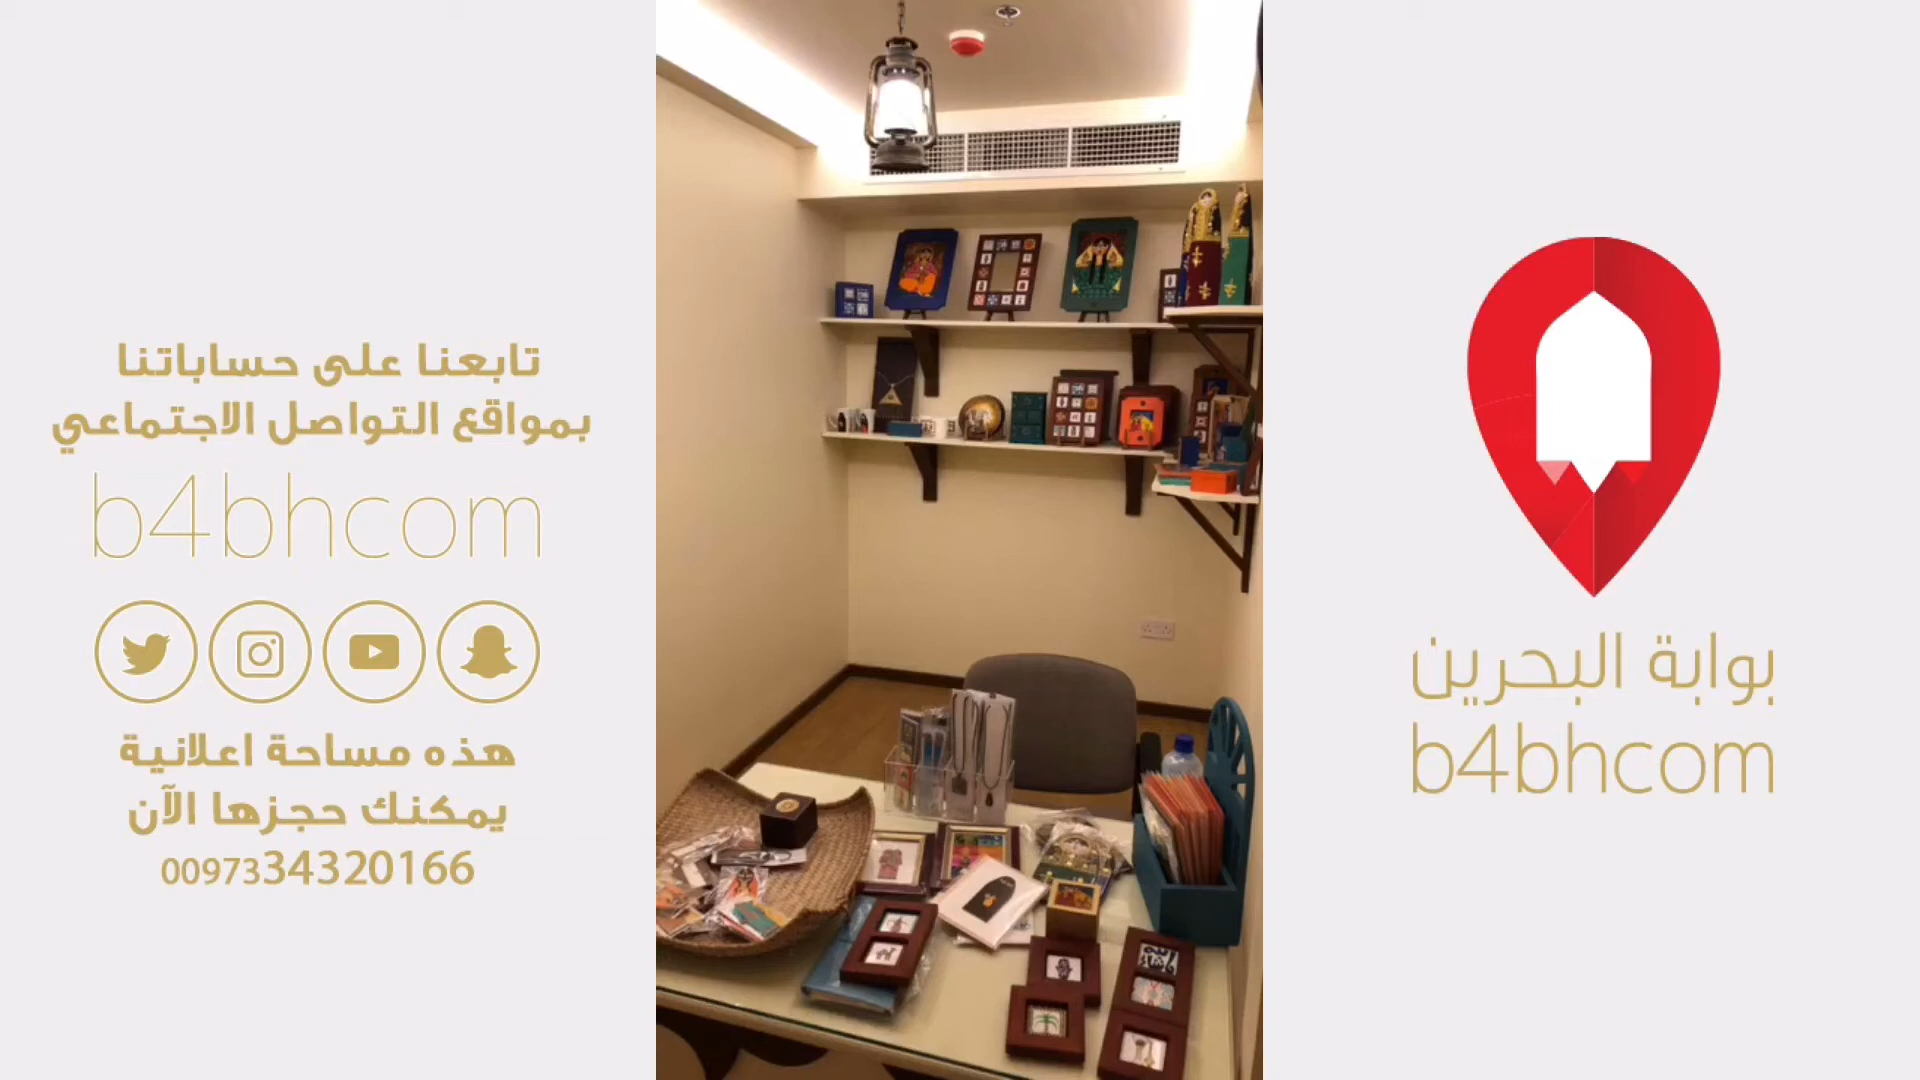 تابعنا على حساباتنا
بمواقع التواصل الاجتماعي
b4bhcom
هذه مساحة اعلانية
يمكنك حجزها الآن
0097334320166
بوابة البحرين
b4bhcom